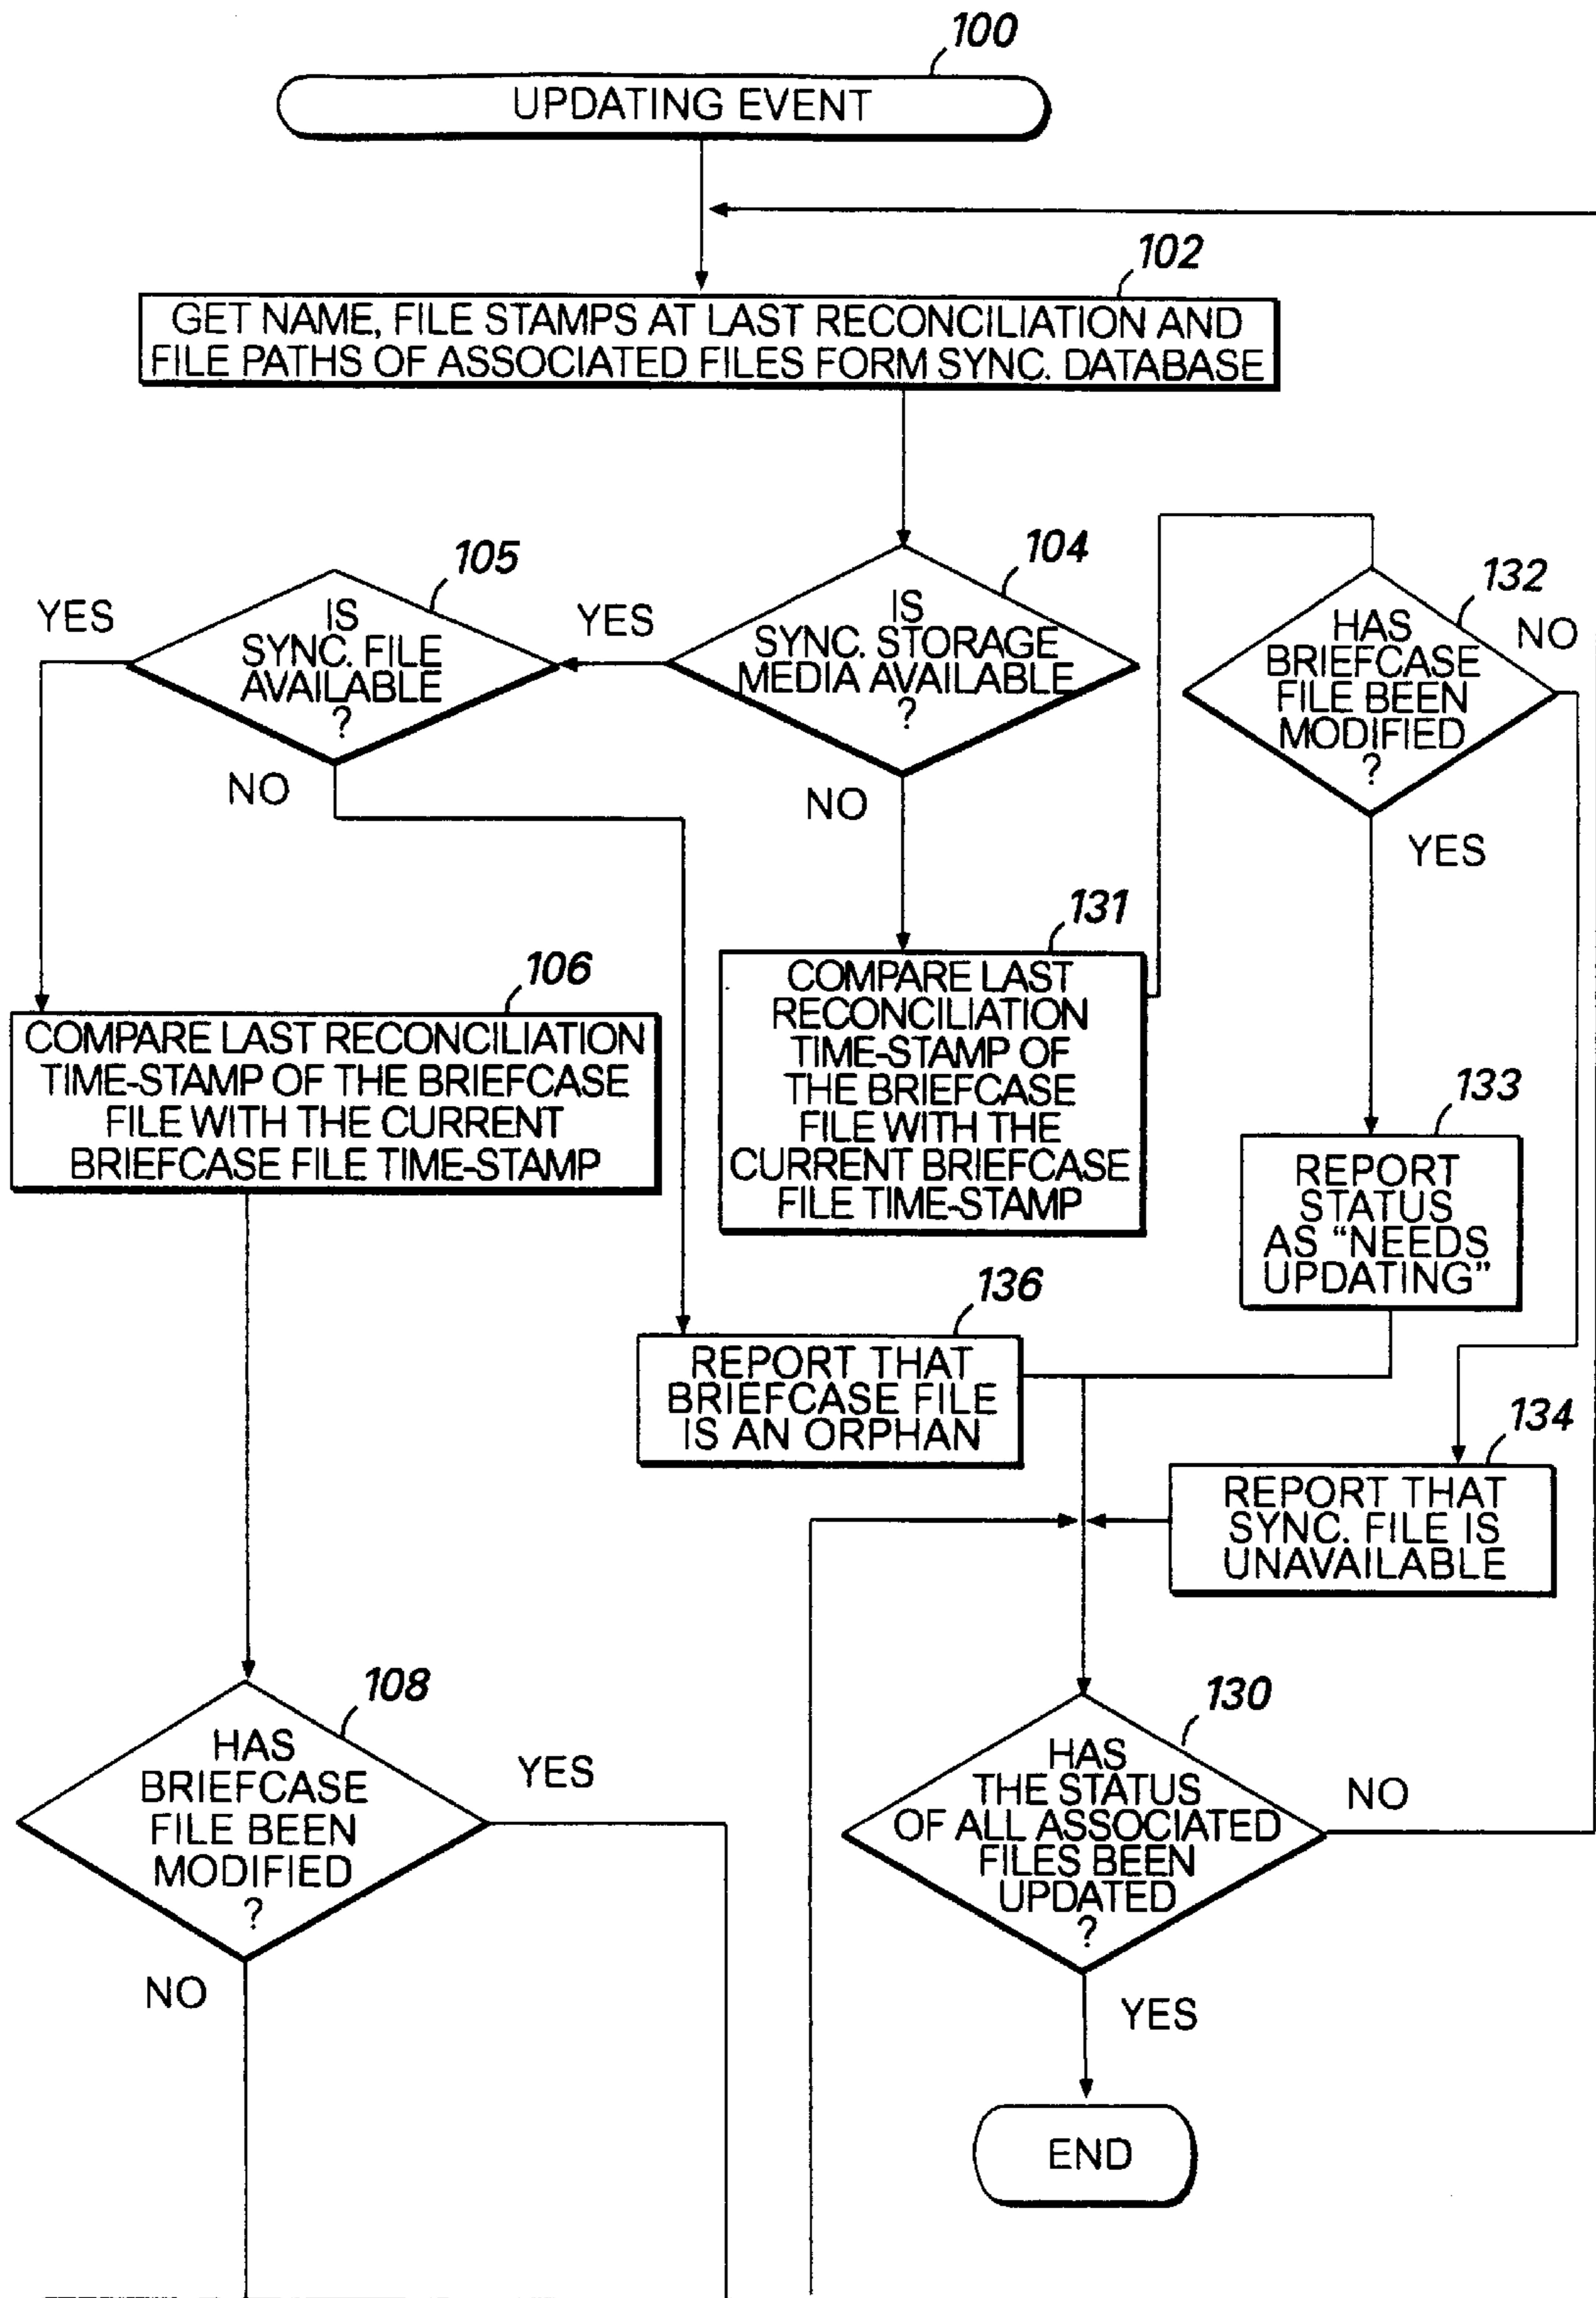 100
UPDATING EVENT
102
GET NAME, FILE STAMPS AT LAST RECONCILIATION AND
FILE PATHS OF ASSOCIATED FILES FORM SYNC. DATABASE
105
YES
IS
SYNC. FILE
AVAILABLE
?
NO
104
YES
IS
SYNC. STORAGE
MEDIA AVAILABLE
?
NO
132
HAS
BRIEFCASE
FILE BEEN
MODIFIED
?
NO
YES
106
COMPARE LAST RECONCILIATION
TIME-STAMP OF THE BRIEFCASE
FILE WITH THE CURRENT
BRIEFCASE FILE TIME-STAMP
131
COMPARE LAST
RECONCILIATION
TIME-STAMP OF
THE BRIEFCASE
FILE WITH THE
CURRENT BRIEFCASE
FILE TIME-STAMP
133
REPORT
STATUS
AS “NEEDS
UPDATING”
136
REPORT THAT
BRIEFCASE FILE
IS AN ORPHAN
134
REPORT THAT
SYNC. FILE IS
UNAVAILABLE
108
HAS
BRIEFCASE
FILE BEEN
MODIFIED
?
YES
NO
130
HAS
THE STATUS
OF ALL ASSOCIATED
FILES BEEN
UPDATED
?
NO
YES
END